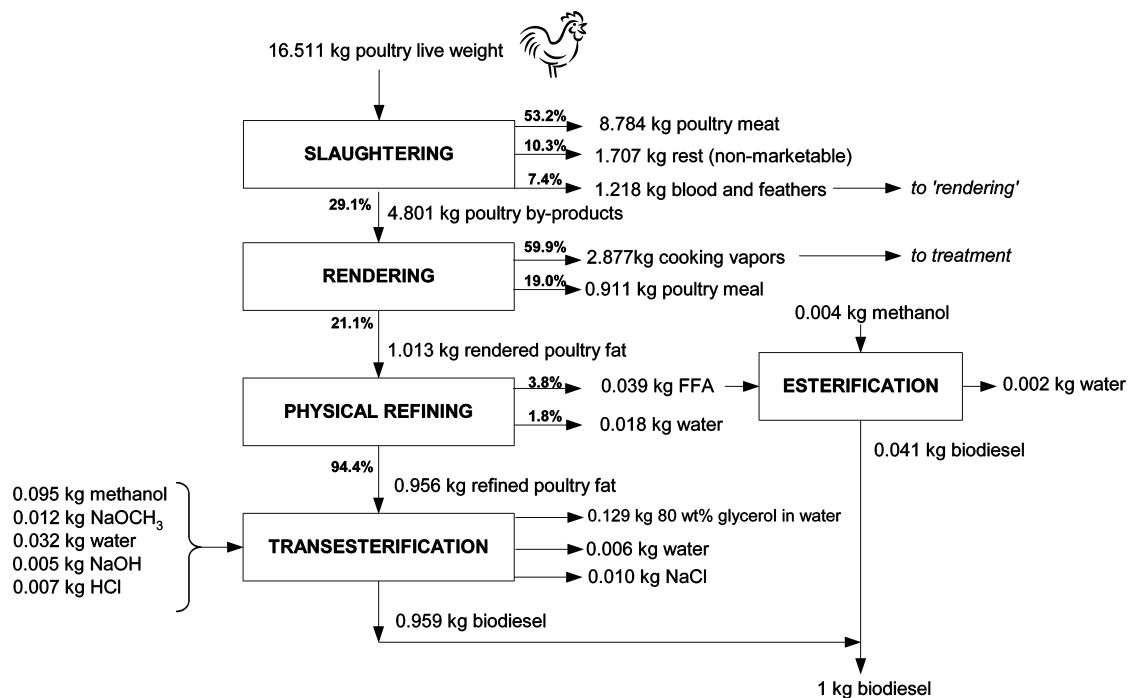 16.511 kg poultry live weight
SLAUGHTERING
53.2%
8.784 kg poultry meat
10.3%
1.707 kg rest (non-marketable)
7.4%
1.218 kg blood and feathers
to 'rendering'
29.1%
4.801 kg poultry by-products
RENDERING
59.9%
2.877kg cooking vapors
to treatment
19.0%
0.911 kg poultry meal
21.1%
1.013 kg rendered poultry fat
0.004 kg methanol
PHYSICAL REFINING
3.8%
0.039 kg FFA
ESTERIFICATION
0.002 kg water
1.8%
0.018 kg water
0.041 kg biodiesel
94.4%
0.956 kg refined poultry fat
0.095 kg methanol
0.012 kg NaOCH3
0.032 kg water
0.005 kg NaOH
0.007 kg HCl
TRANSESTERIFICATION
0.129 kg 80 wt% glycerol in water
0.006 kg water
0.010 kg NaCl
0.959 kg biodiesel
1 kg biodiesel